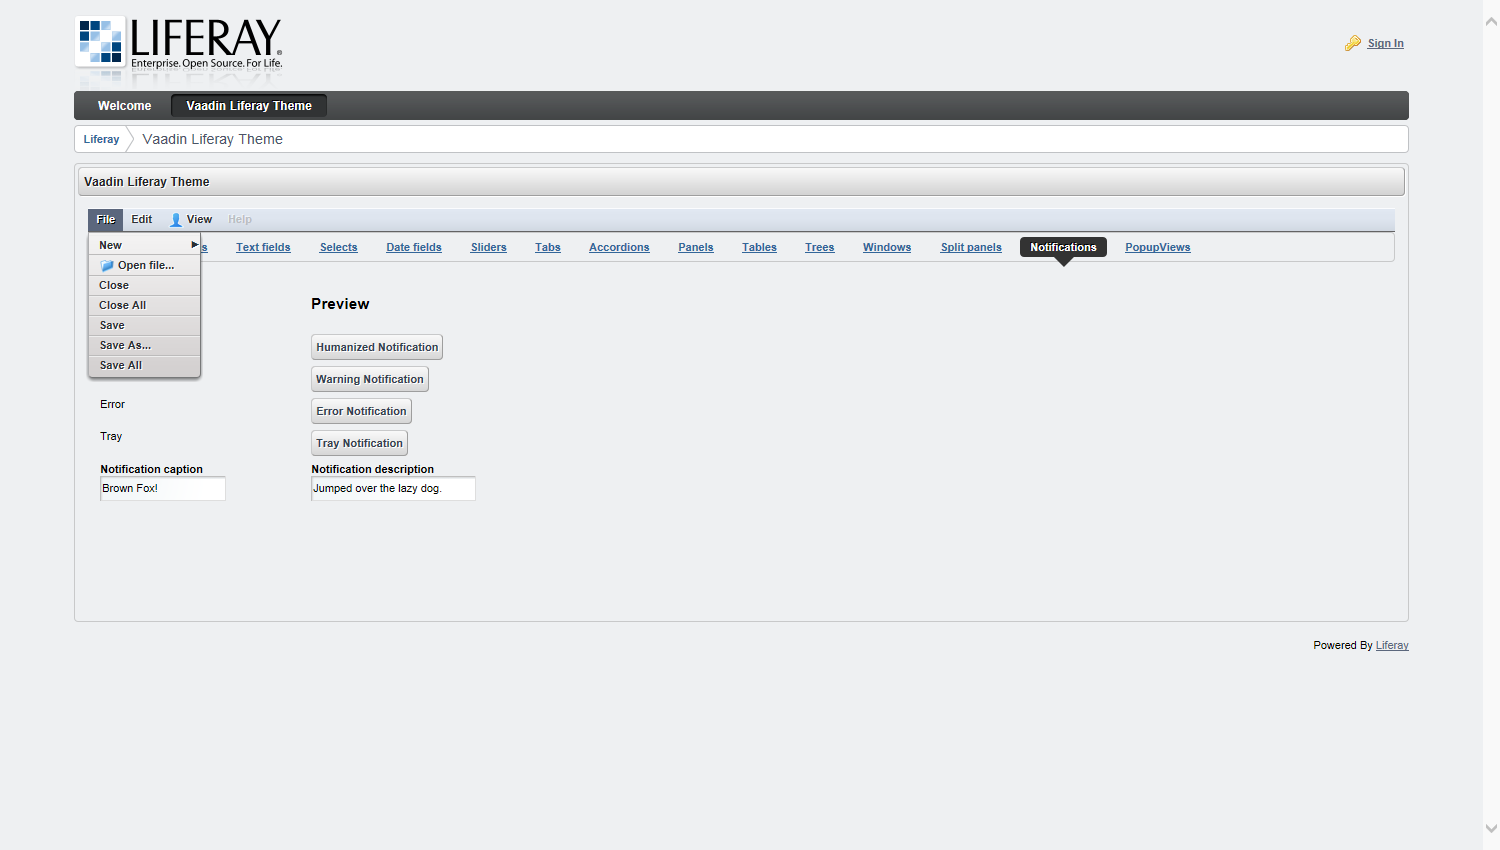 LIFERAY®
Enterprise. Open Source. For Life.
Sign In
Welcome Vaadin Liferay Theme
Liferay Vaadin Liferay Theme
Vaadin Liferay Theme
File Edit View Help
s Text fields Selects Date fields Sliders Tabs Accordions Panels Tables Trees Windows Split panels Notifications PopupViews
New
Open file...
Close
Close All
Save
Save As...
Save All
Preview
Humanized Notification
Warning Notification
Error Error Notification
Tray Tray Notification
Notification caption Notification description
Brown Fox! Jumped over the lazy dog.
Powered By Liferay